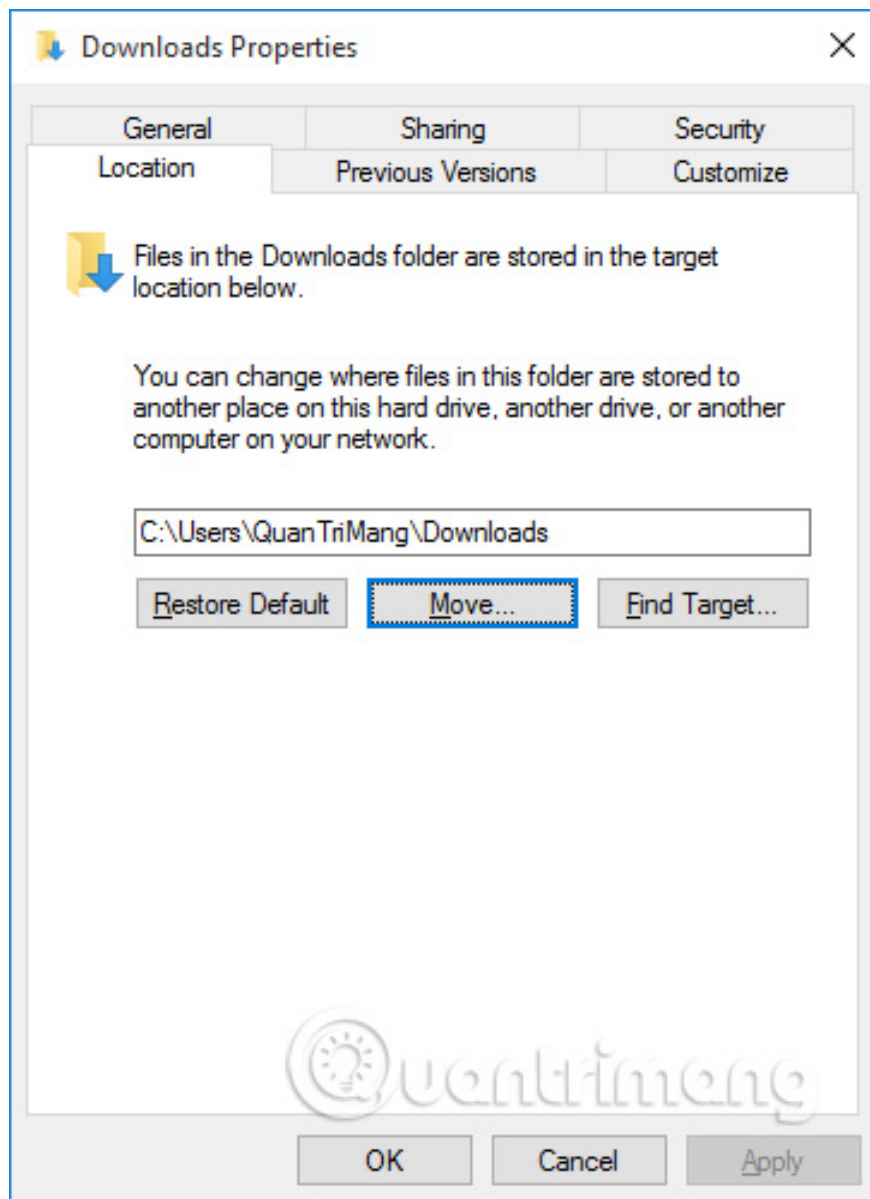 Downloads Properties
General Sharing Security
Location Previous Versions Customize
Files in the Downloads folder are stored in the target
location below.
You can change where files in this folder are stored to
another place on this hard drive, another drive, or another
computer on your network.
C:\Users\QuanTriMang\Downloads
Restore Default Move... Find Target...
Quantrimang
OK Cancel Apply